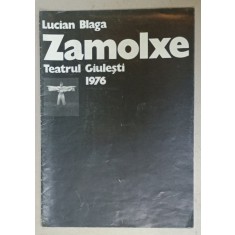 Lucian Blaga
Zamolxe
Teatrul Giulești
1976